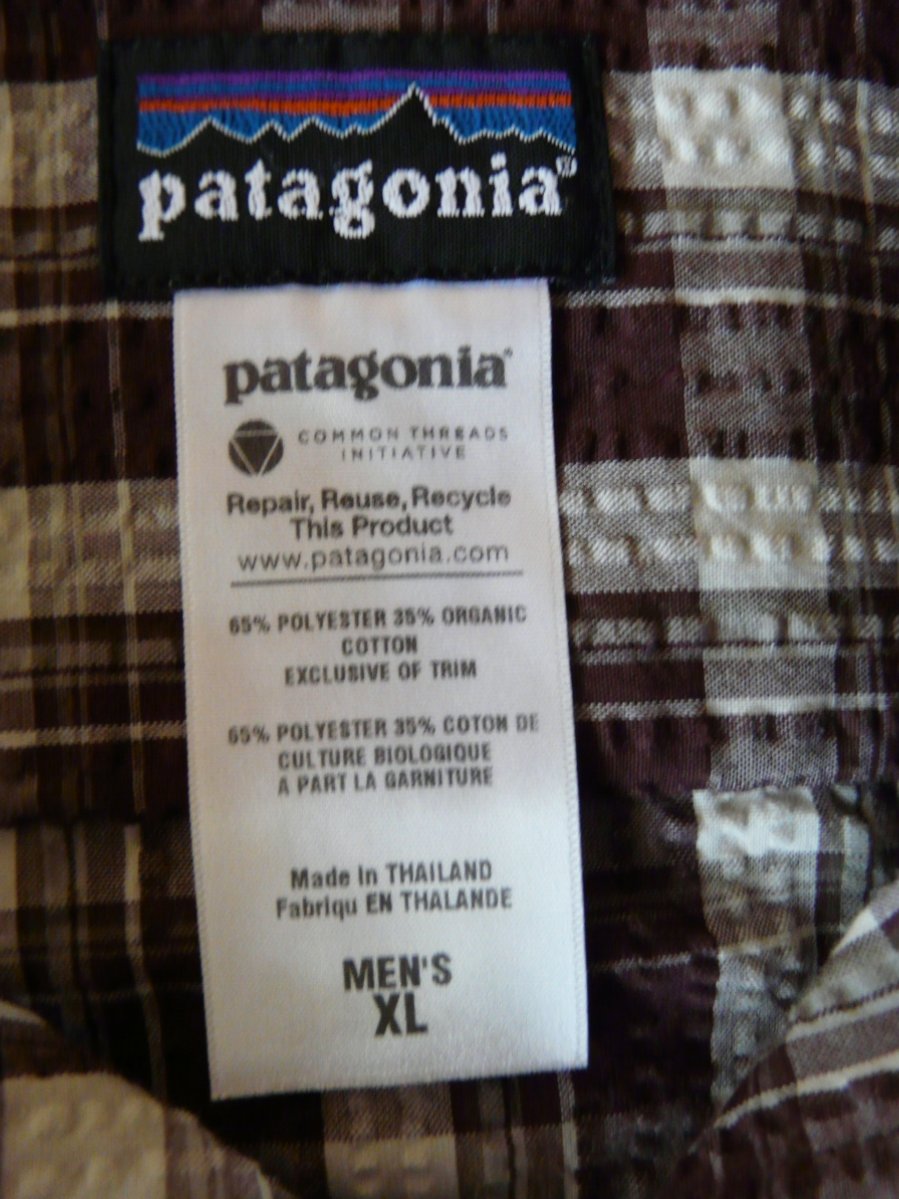 patagonia®
patagonia®
COMMON THREADS
INITIATIVE
Repair, Reuse, Recycle
This Product
www.patagonia.com
65% POLYESTER 35% ORGANIC
COTTON
EXCLUSIVE OF TRIM
65% POLYESTER 35% COTON DE
CULTURE BIOLOGIQUE
A PART LA GARNITURE
Made in THAILAND
Fabriqu EN THALANDE
MEN'S
XL